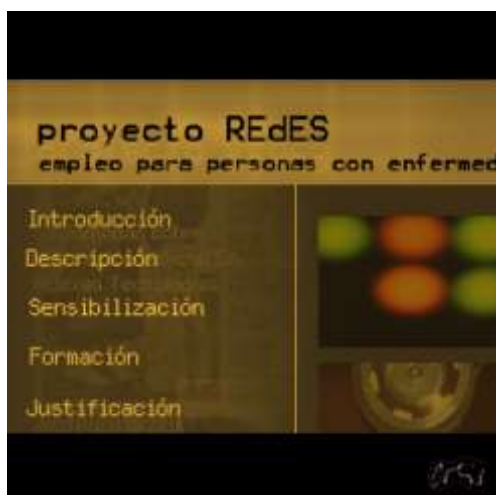 proyecto REdES
empleo para personas con enfermed
Introducción
Descripción
Sensibilización
Formación
Justificación